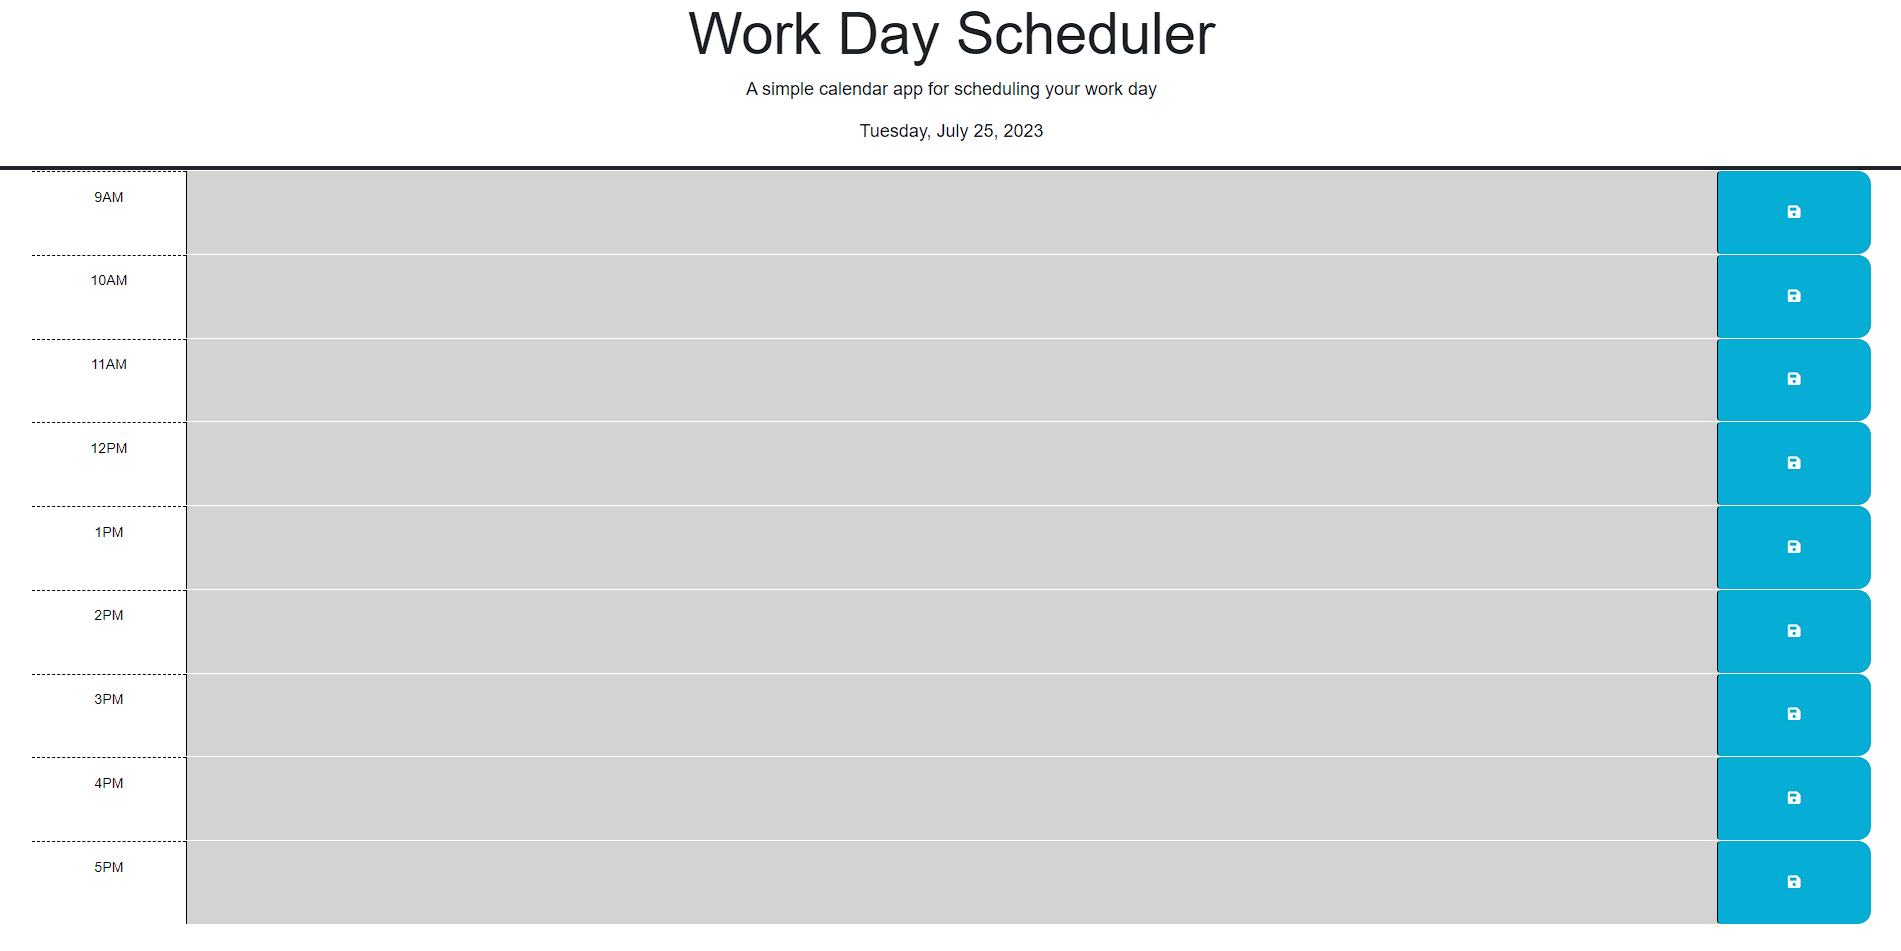 Work Day Scheduler
A simple calendar app for scheduling your work day
Tuesday, July 25, 2023
9AM
10AM
11AM
12PM
1PM
2PM
3PM
4PM
5PM